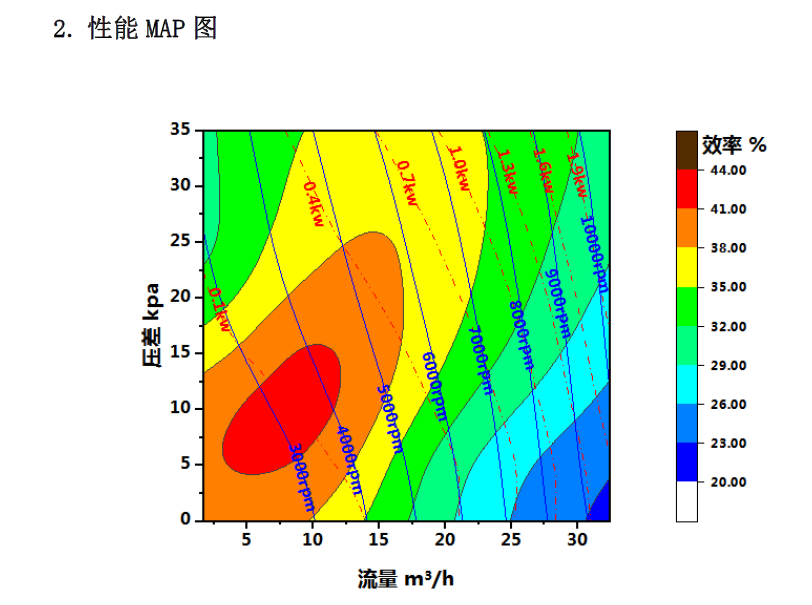 2. 性能 MAP 图
效率 %
44.00
41.00
38.00
35.00
32.00
29.00
26.00
23.00
20.00
压差 kpa
35
30
25
20
15
10
5
0
5 10 15 20 25 30
流量 m³/h
0.1kw
0.4kw
0.7kw
1.0kw
1.3kw
1.6kw
1.9kw
3000rpm
4000rpm
5000rpm
6000rpm
7000rpm
8000rpm
9000rpm
10000rpm